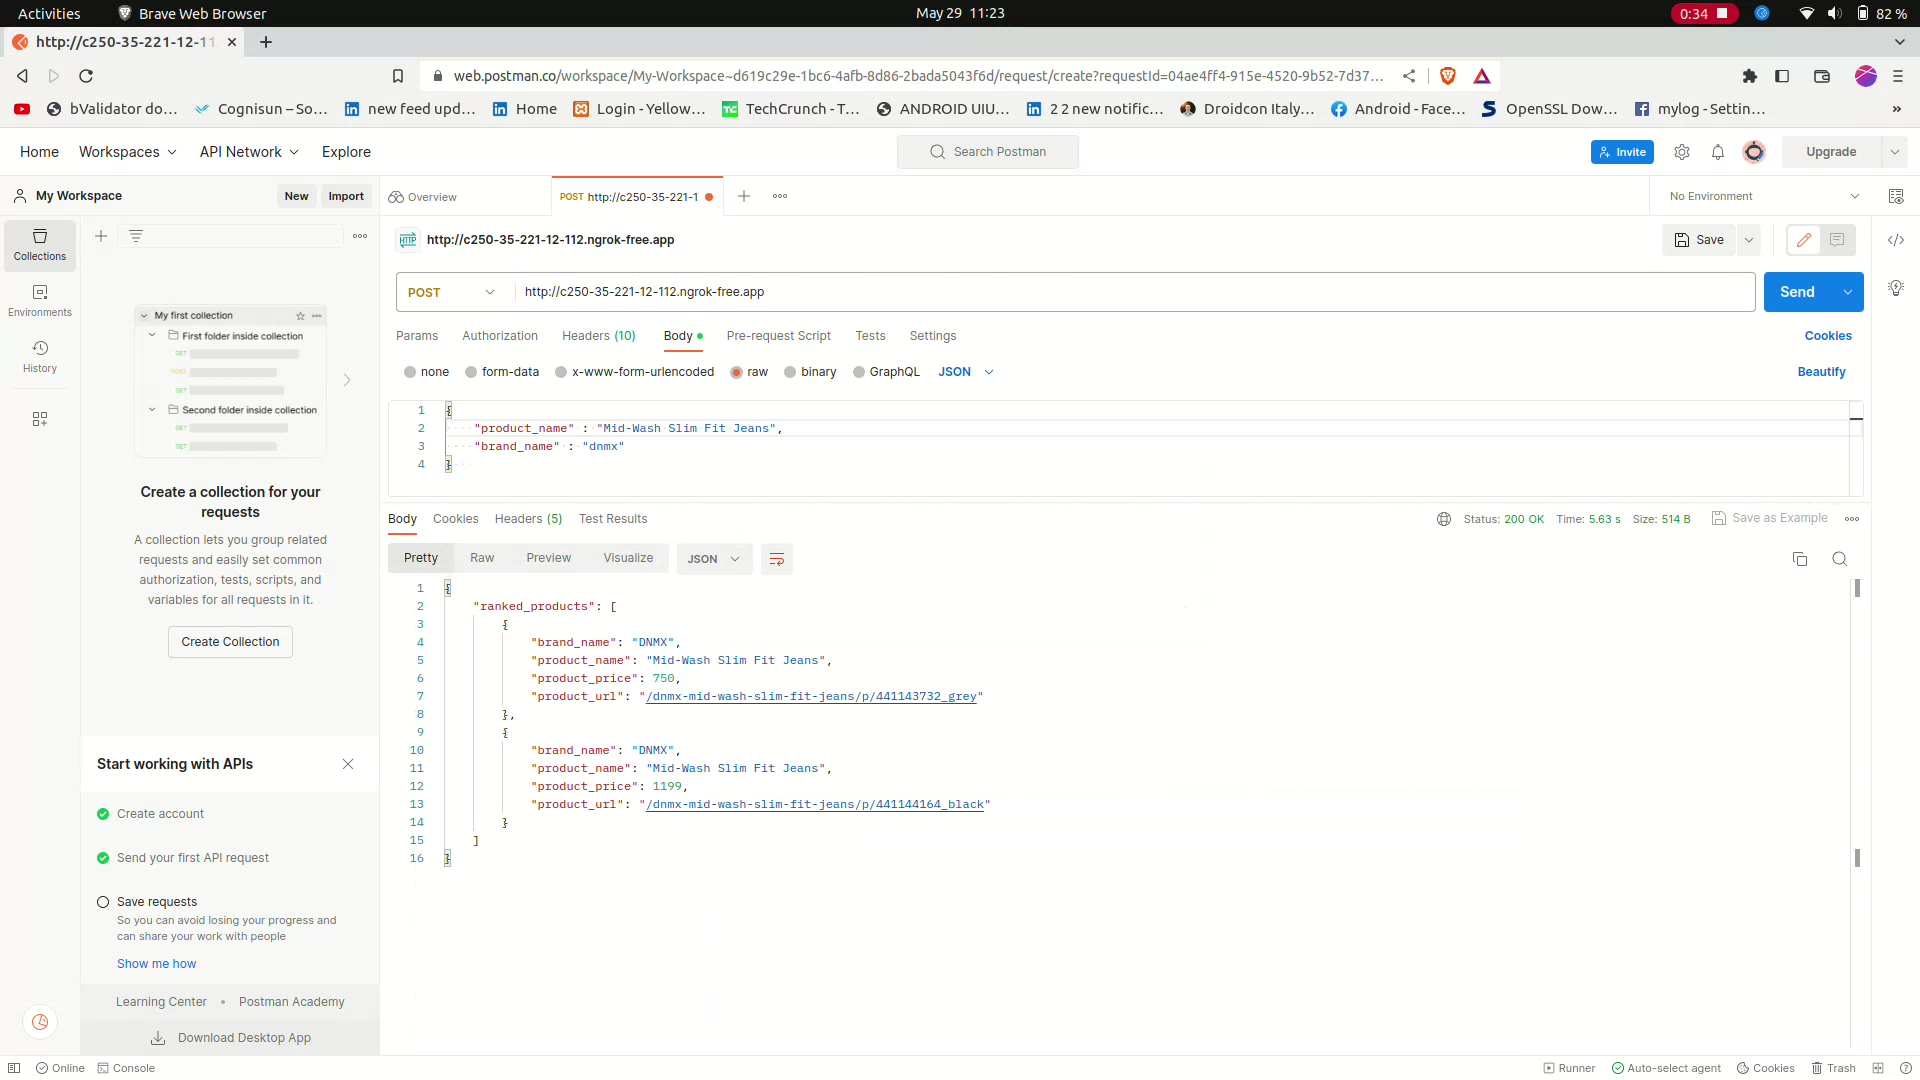 Activities Brave Web Browser May 29 11:23 0:34 82 %
http://c250-35-221-12-11
web.postman.co/workspace/My-Workspace~d619c29e-1bc6-4afb-8d86-2bada5043f6d/request/create?requestId=04ae4ff4-915e-4520-9b52-7d37...
bValidator do... Cognisun – So... new feed upd... Home Login - Yellow... TechCrunch - T... ANDROID UIU... 2 2 new notific... Droidcon Italy,... Android - Face... OpenSSL Dow... mylog - Settin... »
Home Workspaces API Network Explore Search Postman Invite Upgrade
My Workspace New Import Overview POST http://c250-35-221-1 No Environment
Collections
Environments
History
My first collection
First folder inside collection
GET
POST
GET
Second folder inside collection
GET
GET
Create a collection for your
requests
A collection lets you group related
requests and easily set common
authorization, tests, scripts, and
variables for all requests in it.
Create Collection
Start working with APIs
Create account
Send your first API request
Save requests
So you can avoid losing your progress and
can share your work with people
Show me how
Learning Center • Postman Academy
Download Desktop App
HTTP http://c250-35-221-12-112.ngrok-free.app Save
POST http://c250-35-221-12-112.ngrok-free.app Send
Params Authorization Headers (10) Body Pre-request Script Tests Settings Cookies
none form-data x-www-form-urlencoded raw binary GraphQL JSON Beautify
1 {
2 "product_name" : "Mid-Wash Slim Fit Jeans",
3 "brand_name" : "dnmx"
4 }
Body Cookies Headers (5) Test Results Status: 200 OK Time: 5.63 s Size: 514 B Save as Example
Pretty Raw Preview Visualize JSON
1 {
2 "ranked_products": [
3 {
4 "brand_name": "DNMX",
5 "product_name": "Mid-Wash Slim Fit Jeans",
6 "product_price": 750,
7 "product_url": "/dnmx-mid-wash-slim-fit-jeans/p/441143732_grey"
8 },
9 {
10 "brand_name": "DNMX",
11 "product_name": "Mid-Wash Slim Fit Jeans",
12 "product_price": 1199,
13 "product_url": "/dnmx-mid-wash-slim-fit-jeans/p/441144164_black"
14 }
15 ]
16 }
Online Console Runner Auto-select agent Cookies Trash